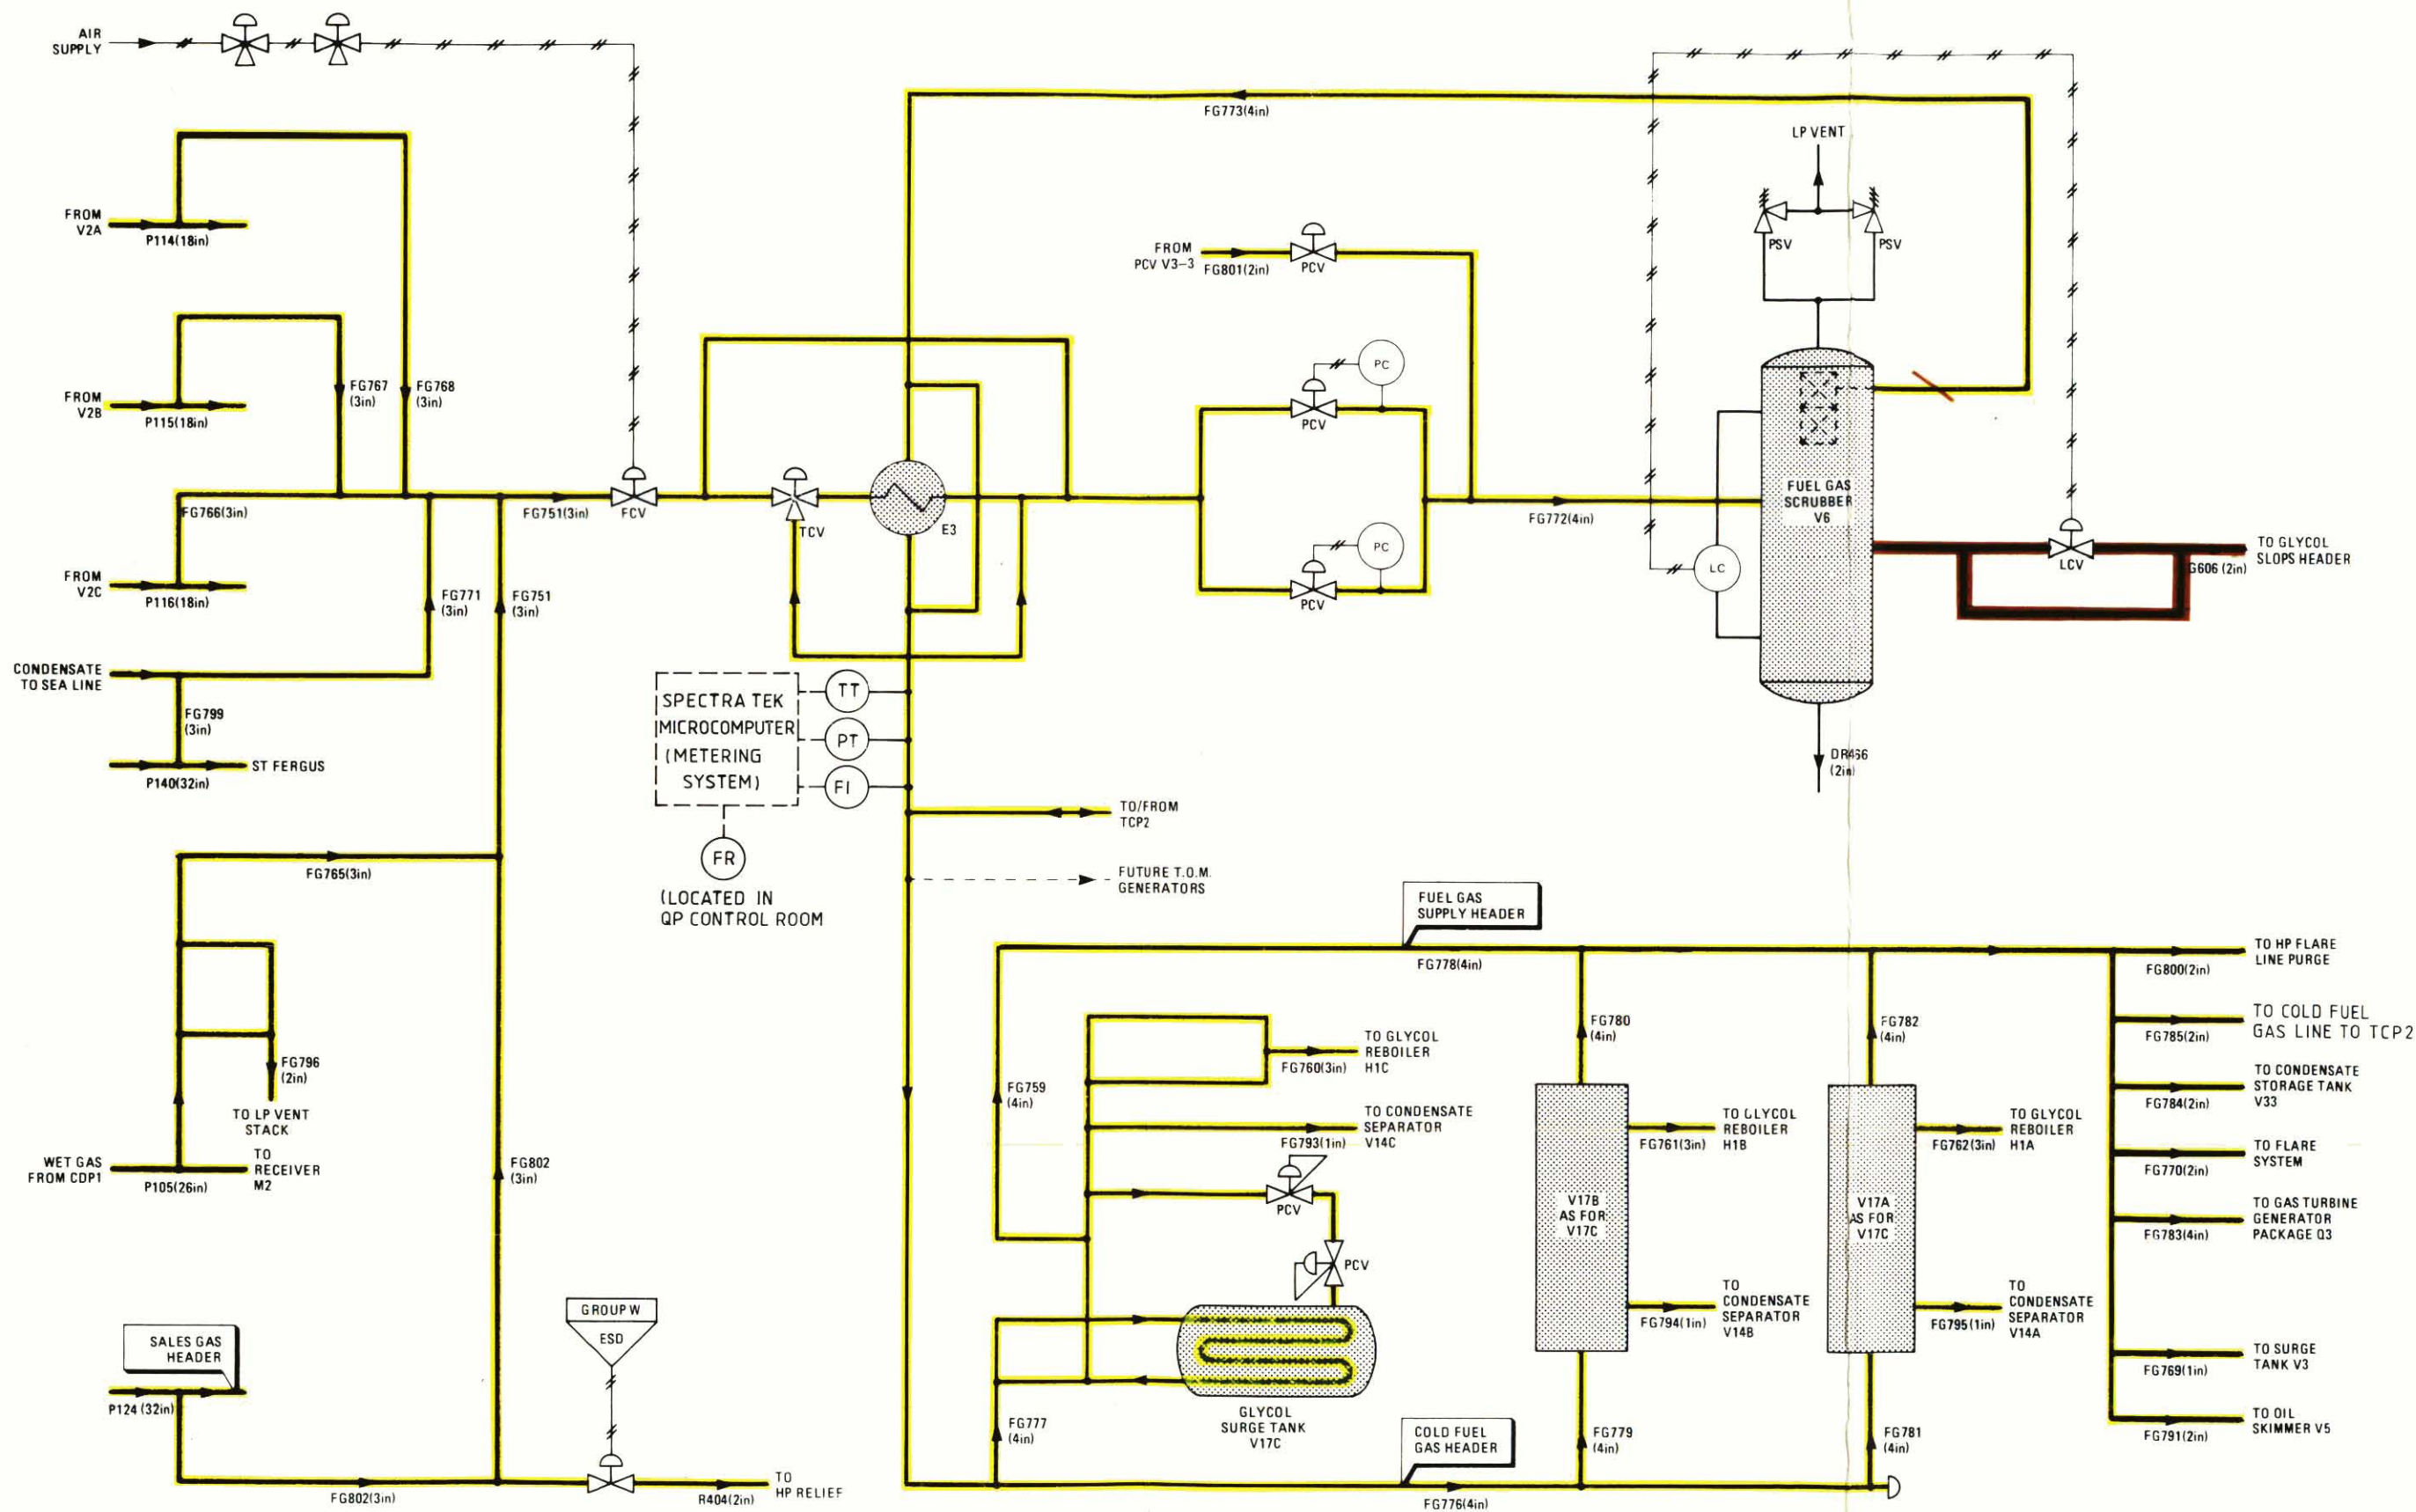 AIR
SUPPLY
FG773(4in)
LP VENT
FROM
V2A
P114(18in)
PSV
PSV
FROM
PCV V3-3
FG801(2in)
PCV
FROM
V2B
P115(18in)
FG767
(3in)
FG768
(3in)
PC
PCV
FG766(3in)
FG751(3in)
FCV
TCV
E3
FG772(4in)
FUEL GAS
SCRUBBER
V6
PC
PCV
LC
LCV
G606 (2in)
TO GLYCOL
SLOPS HEADER
FROM
V2C
P116(18in)
FG771
(3in)
FG751
(3in)
CONDENSATE
TO SEA LINE
FG799
(3in)
P140(32in)
ST FERGUS
SPECTRA TEK
MICROCOMPUTER
(METERING
SYSTEM)
TT
PT
FI
FR
(LOCATED IN
QP CONTROL ROOM
DR466
(2in)
TO/FROM
TCP2
FUTURE T.O.M.
GENERATORS
FG765(3in)
FG796
(2in)
TO LP VENT
STACK
WET GAS
FROM CDP1
P105(26in)
TO
RECEIVER
M2
FG802
(3in)
SALES GAS
HEADER
P124 (32in)
FG802(3in)
GROUP W
ESD
R404(2in)
TO
HP RELIEF
FUEL GAS
SUPPLY HEADER
FG778(4in)
FG759
(4in)
TO GLYCOL
REBOILER
H1C
FG760(3in)
TO CONDENSATE
SEPARATOR
V14C
FG793(1in)
PCV
PCV
GLYCOL
SURGE TANK
V17C
FG777
(4in)
COLD FUEL
GAS HEADER
FG776(4in)
FG780
(4in)
V17B
AS FOR
V17C
FG779
(4in)
TO GLYCOL
REBOILER
H1B
FG761(3in)
TO
CONDENSATE
SEPARATOR
V14B
FG794(1in)
FG782
(4in)
V17A
AS FOR
V17C
FG781
(4in)
TO GLYCOL
REBOILER
H1A
FG762(3in)
TO
CONDENSATE
SEPARATOR
V14A
FG795(1in)
TO HP FLARE
LINE PURGE
FG800(2in)
TO COLD FUEL
GAS LINE TO TCP2
FG785(2in)
TO CONDENSATE
STORAGE TANK
V33
FG784(2in)
TO FLARE
SYSTEM
FG770(2in)
TO GAS TURBINE
GENERATOR
PACKAGE Q3
FG783(4in)
TO SURGE
TANK V3
FG769(1in)
TO OIL
SKIMMER V5
FG791(2in)